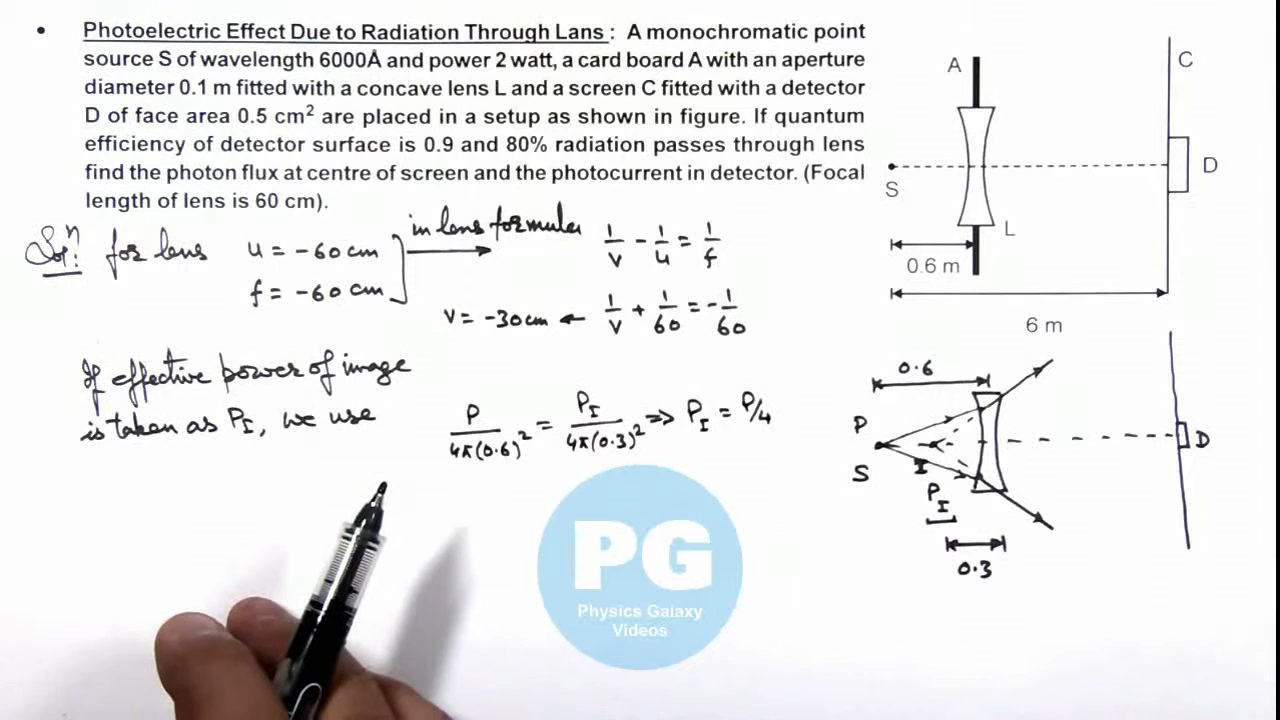 • Photoelectric Effect Due to Radiation Through Lans : A monochromatic point
source S of wavelength 6000Å and power 2 watt, a card board A with an aperture
diameter 0.1 m fitted with a concave lens L and a screen C fitted with a detector
D of face area 0.5 cm² are placed in a setup as shown in figure. If quantum
efficiency of detector surface is 0.9 and 80% radiation passes through lens
find the photon flux at centre of screen and the photocurrent in detector. (Focal
length of lens is 60 cm).
A
C
S
D
L
0.6 m
6 m
Solⁿ: for lens u = -60 cm
f = -60 cm
in lens formula
1/v - 1/u = 1/f
v = -30cm ← 1/v + 1/60 = -1/60
If effective power of image
is taken as P_I, we use
P/4π(0.6)² = P_I/4π(0.3)² ⇒ P_I = P/4
0.6
P
S
I
P_I
0.3
D
PG
Physics Galaxy
Videos